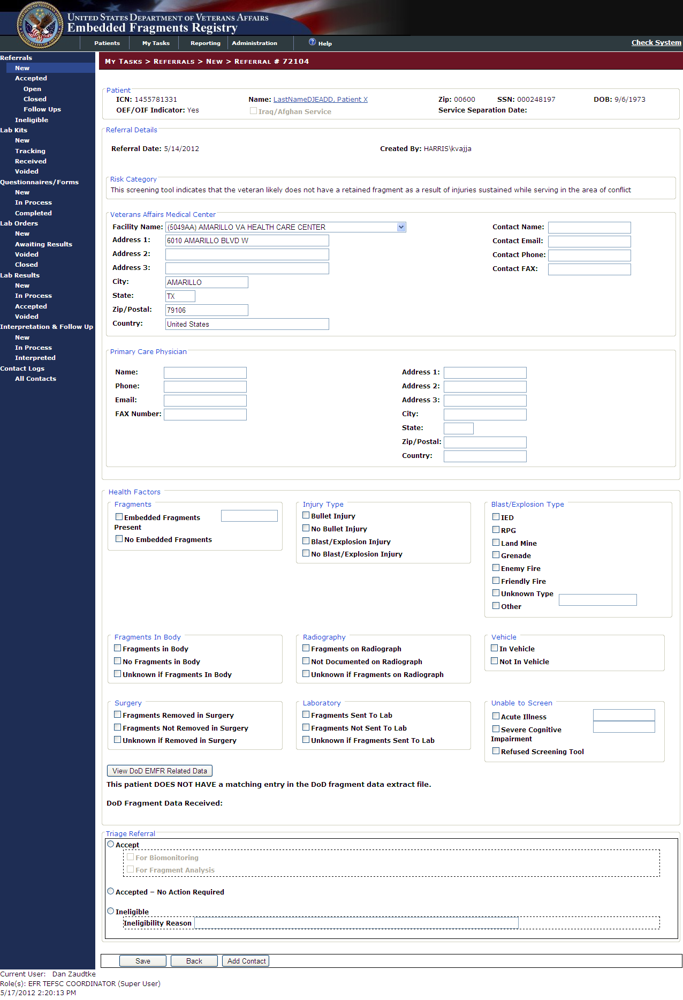 UNITED STATES DEPARTMENT OF VETERANS AFFAIRS
Embedded Fragments Registry
Patients My Tasks Reporting Administration Help Check System
Referrals
New
Accepted
Open
Closed
Follow Ups
Ineligible
Lab Kits
New
Tracking
Received
Voided
Questionnaires/Forms
New
In Process
Completed
Lab Orders
New
Awaiting Results
Voided
Closed
Lab Results
New
In Process
Accepted
Voided
Interpretation & Follow Up
New
In Process
Interpreted
Contact Logs
All Contacts
MY TASKS > REFERRALS > NEW > REFERRAL # 72104
Patient
ICN: 1455781331 Name: LastNameDJEADD, Patient X Zip: 00600 SSN: 000248197 DOB: 9/6/1973
OEF/OIF Indicator: Yes Iraq/Afghan Service Service Separation Date:
Referral Details
Referral Date: 5/14/2012 Created By: HARRIS\kvajja
Risk Category
This screening tool indicates that the veteran likely does not have a retained fragment as a result of injuries sustained while serving in the area of conflict
Veterans Affairs Medical Center
Facility Name: (5049AA) AMARILLO VA HEALTH CARE CENTER Contact Name:
Address 1: 6010 AMARILLO BLVD W Contact Email:
Address 2: Contact Phone:
Address 3: Contact FAX:
City: AMARILLO
State: TX
Zip/Postal: 79106
Country: United States
Primary Care Physician
Name: Address 1:
Phone: Address 2:
Email: Address 3:
FAX Number: City:
State:
Zip/Postal:
Country:
Health Factors
Fragments
Embedded Fragments
Present
No Embedded Fragments
Injury Type
Bullet Injury
No Bullet Injury
Blast/Explosion Injury
No Blast/Explosion Injury
Blast/Explosion Type
IED
RPG
Land Mine
Grenade
Enemy Fire
Friendly Fire
Unknown Type
Other
Fragments In Body
Fragments in Body
No Fragments in Body
Unknown if Fragments In Body
Radiography
Fragments on Radiograph
Not Documented on Radiograph
Unknown if Fragments on Radiograph
Vehicle
In Vehicle
Not In Vehicle
Surgery
Fragments Removed in Surgery
Fragments Not Removed in Surgery
Unknown if Removed in Surgery
Laboratory
Fragments Sent To Lab
Fragments Not Sent To Lab
Unknown if Fragments Sent To Lab
Unable to Screen
Acute Illness
Severe Cognitive
Impairment
Refused Screening Tool
View DoD EMFR Related Data
This patient DOES NOT HAVE a matching entry in the DoD fragment data extract file.
DoD Fragment Data Received:
Triage Referral
Accept
For Biomonitoring
For Fragment Analysis
Accepted – No Action Required
Ineligible
Ineligibility Reason
Save Back Add Contact
Current User: Dan Zaudtke
Role(s): EFR TEFSC COORDINATOR (Super User)
5/17/2012 2:20:13 PM